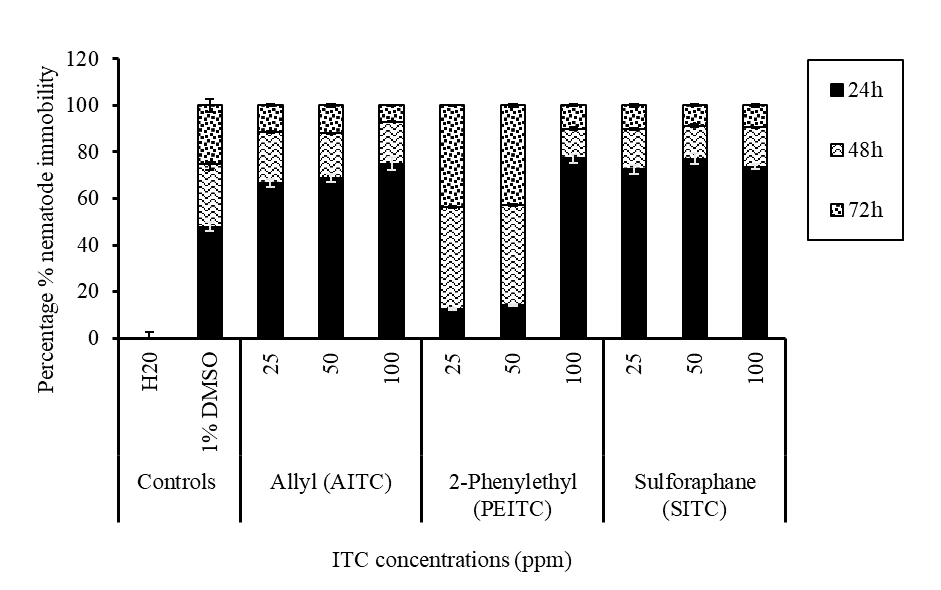 Percentage % nematode immobility
120
100
80
60
40
20
0
24h
48h
72h
H20
1% DMSO
25
50
100
25
50
100
25
50
100
Controls
Allyl (AITC)
2-Phenylethyl
(PEITC)
Sulforaphane
(SITC)
ITC concentrations (ppm)